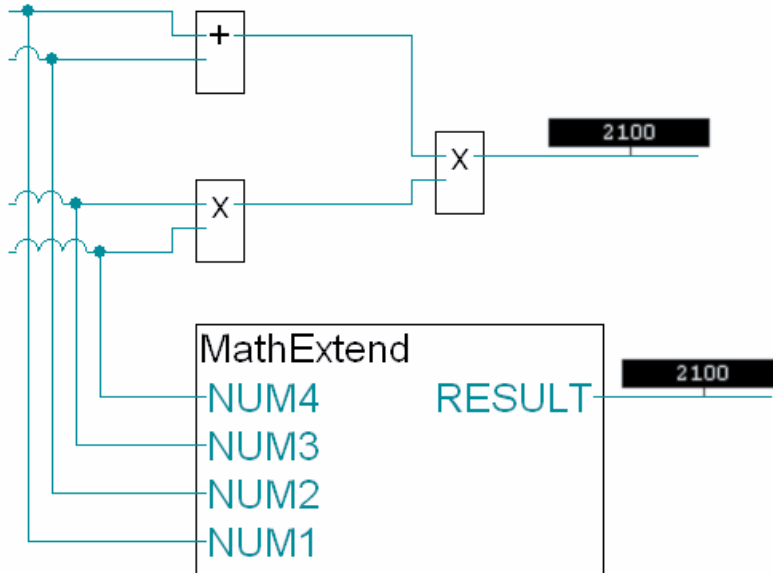 +
2100
X
X
MathExtend
2100
NUM4 RESULT
NUM3
NUM2
NUM1